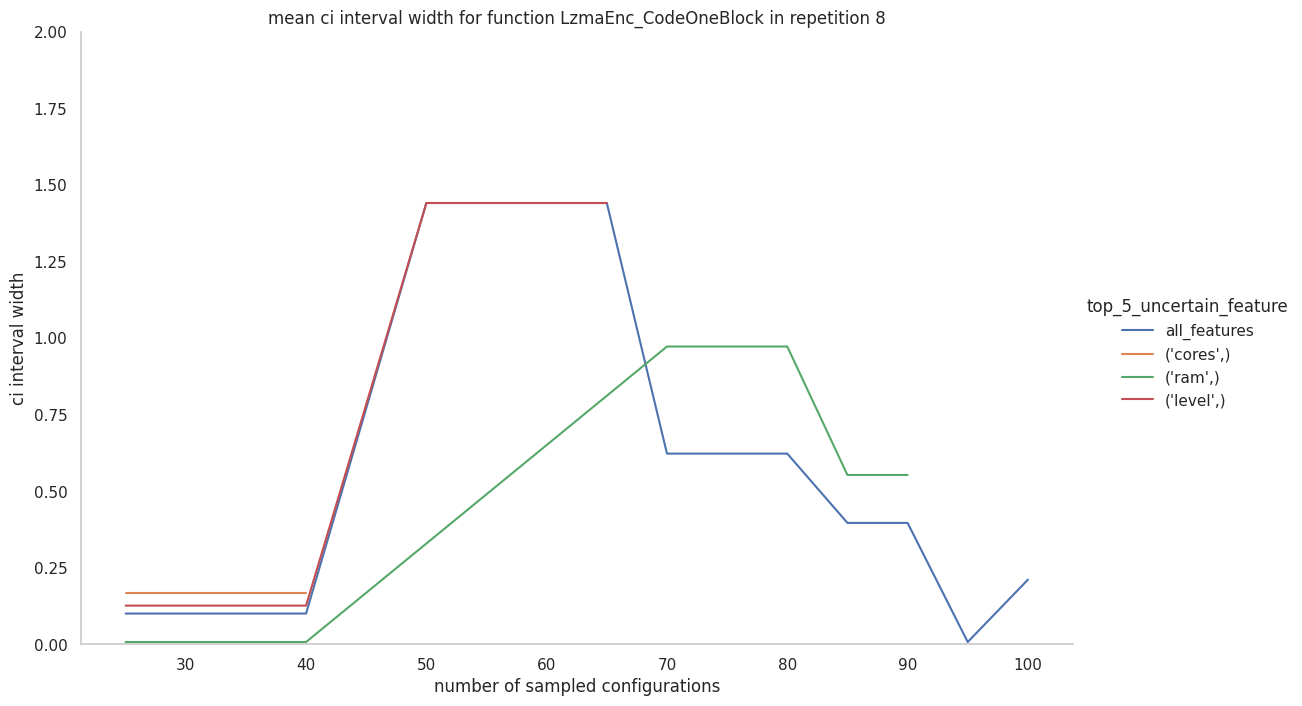 mean ci interval width for function LzmaEnc_CodeOneBlock in repetition 8
2.00
1.75
1.50
1.25
1.00
0.75
0.50
0.25
0.00
ci interval width
30 40 50 60 70 80 90 100
number of sampled configurations
top_5_uncertain_feature
all_features
('cores',)
('ram',)
('level',)